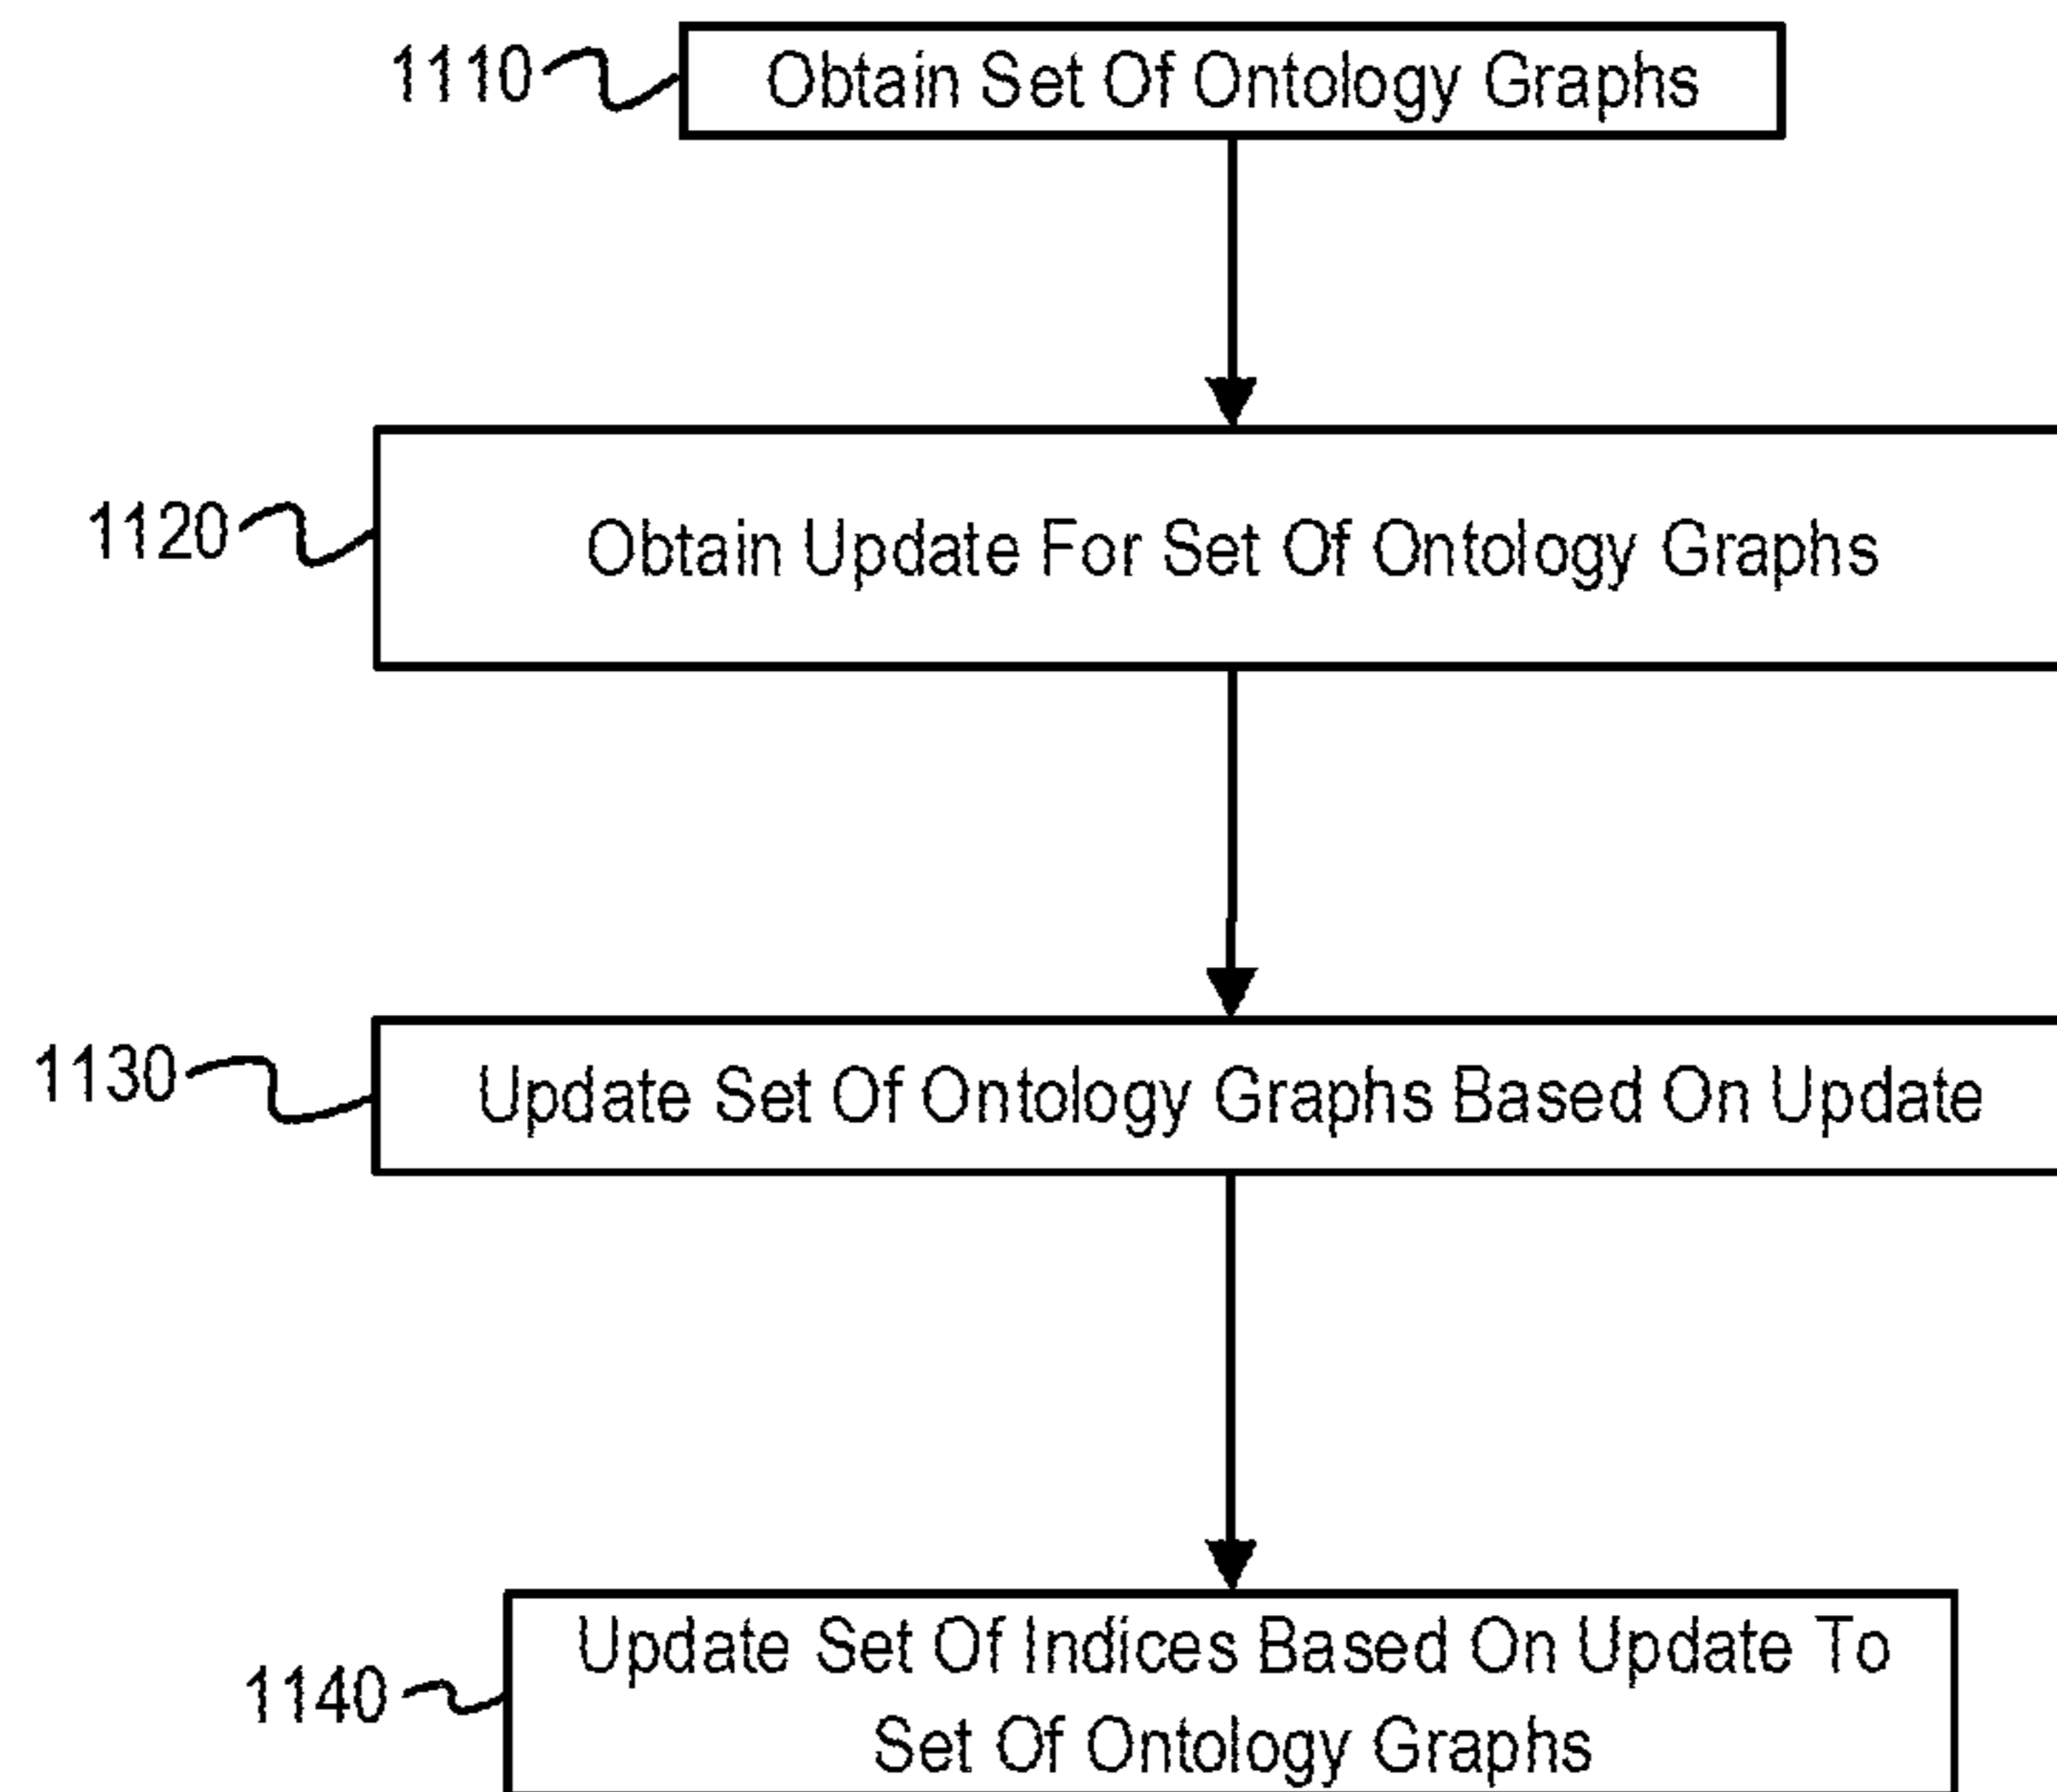 1110
Obtain Set Of Ontology Graphs
1120
Obtain Update For Set Of Ontology Graphs
1130
Update Set Of Ontology Graphs Based On Update
1140
Update Set Of Indices Based On Update To
Set Of Ontology Graphs